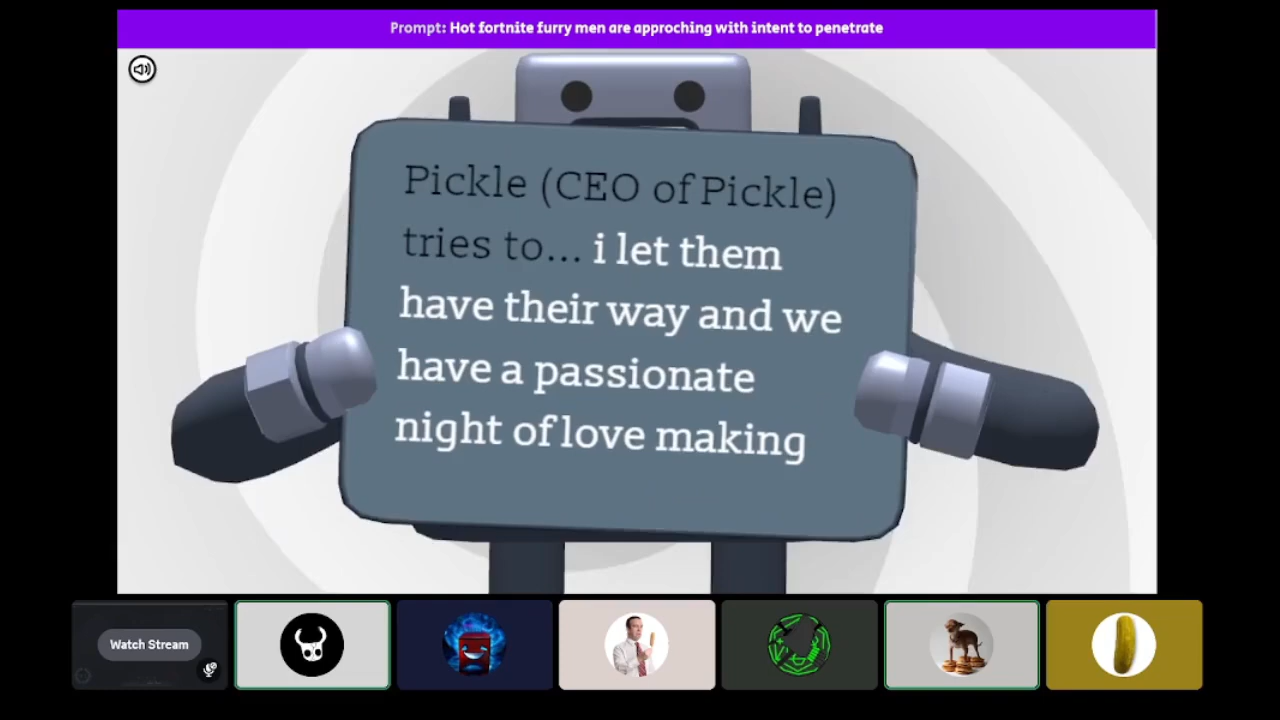 Prompt: Hot fortnite furry men are approching with intent to penetrate
Pickle (CEO of Pickle)
tries to... i let them
have their way and we
have a passionate
night of love making
Watch Stream